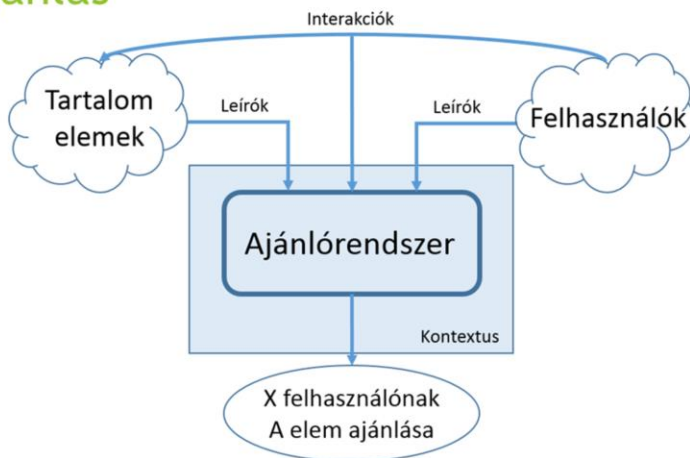 Interakciók
Tartalom
elemek
Leírók
Leírók
Felhasználók
Ajánlórendszer
Kontextus
X felhasználónak
A elem ajánlása